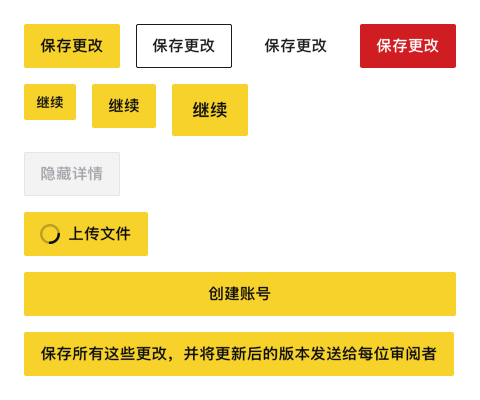 保存更改 保存更改 保存更改 保存更改
继续 继续 继续
隐藏详情
上传文件
创建账号
保存所有这些更改，并将更新后的版本发送给每位审阅者